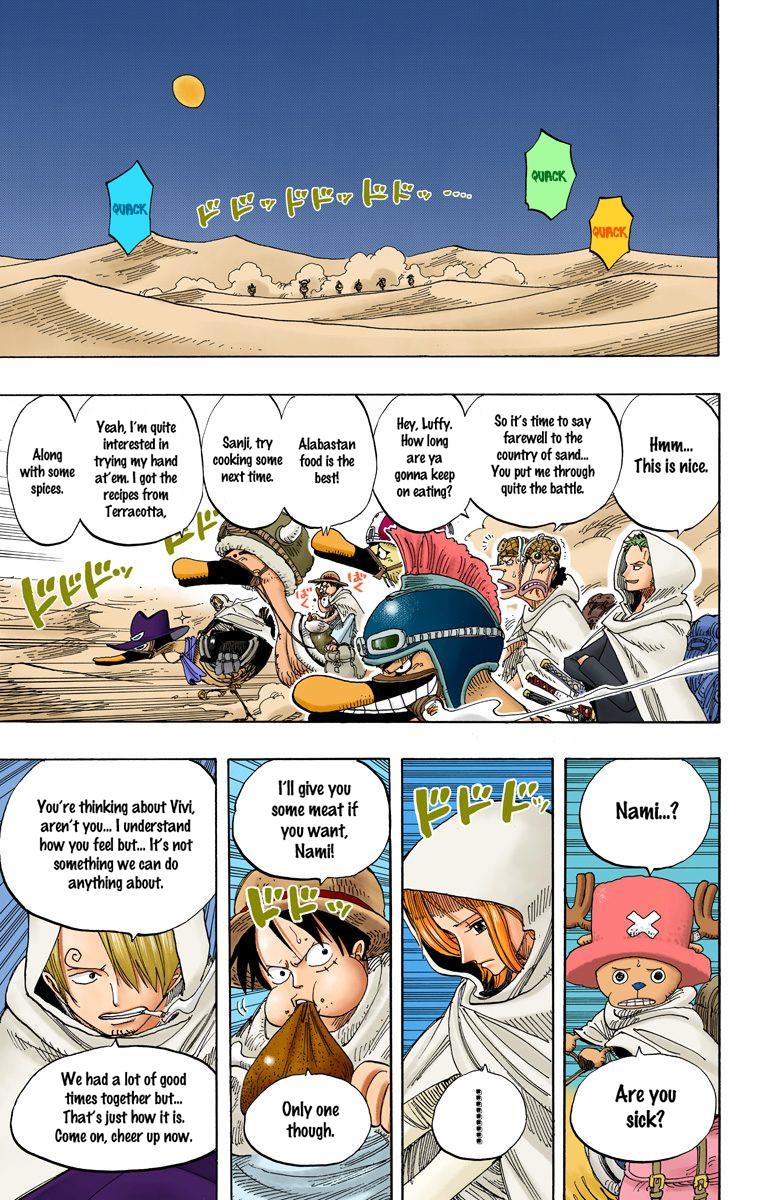 QUACK
QUACK
QUACK
ド ドッ ド ド ドッ ド ド ド ッ ····
Hmm...
This is nice.
So it's time to say
farewell to the
country of sand...
You put me through
quite the battle.
Hey, Luffy.
How long
are ya
gonna keep
on eating?
Alabastan
food is the
best!
Sanji, try
cooking some
next time.
Yeah, I'm quite
interested in
trying my hand
at'em. I got the
recipes from
Terracotta,
Along
with some
spices.
ばく
ばく
ドドドッ
ドドドッ
Nami...?
Are you
sick?
ドドドッ
I'll give you
some meat if
you want,
Nami!
ドドッ
Only one
though.
You're thinking about Vivi,
aren't you... I understand
how you feel but... It's not
something we can do
anything about.
We had a lot of good
times together but...
That's just how it is.
Come on, cheer up now.